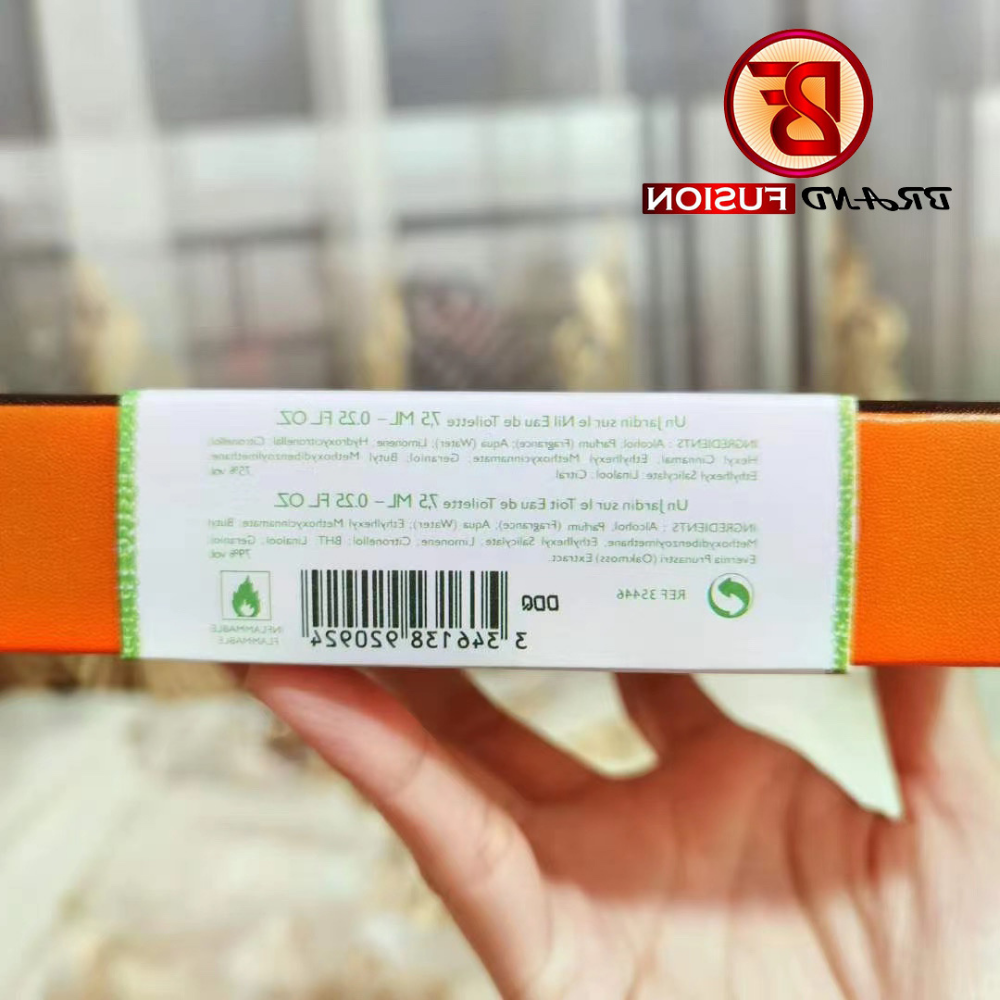 BF
BRAND FUSION
Un Jardin sur le Nil Eau de Toilette 7,5 ML – 0.25 FL.OZ.
INGREDIENTS : Alcohol; Parfum (Fragrance); Aqua (Water); Limonene; Hydroxycitronellal; Citronellol;
Hexyl Cinnamal; Ethylhexyl Methoxycinnamate; Geraniol; Butyl Methoxydibenzoylmethane;
Ethylhexyl Salicylate; Linalool; Citral. 75% vol.
Un Jardin sur le Toit Eau de Toilette 7,5 ML – 0.25 FL.OZ.
INGREDIENTS : Alcohol; Parfum (Fragrance); Aqua (Water); Ethylhexyl Methoxycinnamate; Butyl
Methoxydibenzoylmethane; Ethylhexyl Salicylate; Limonene; Citronellol; BHT; Linalool; Geraniol;
Evernia Prunastri (Oakmoss) Extract. 79% vol.
REF 35446
DDQ
3 346138 920924
INFLAMMABLE
FLAMMABLE